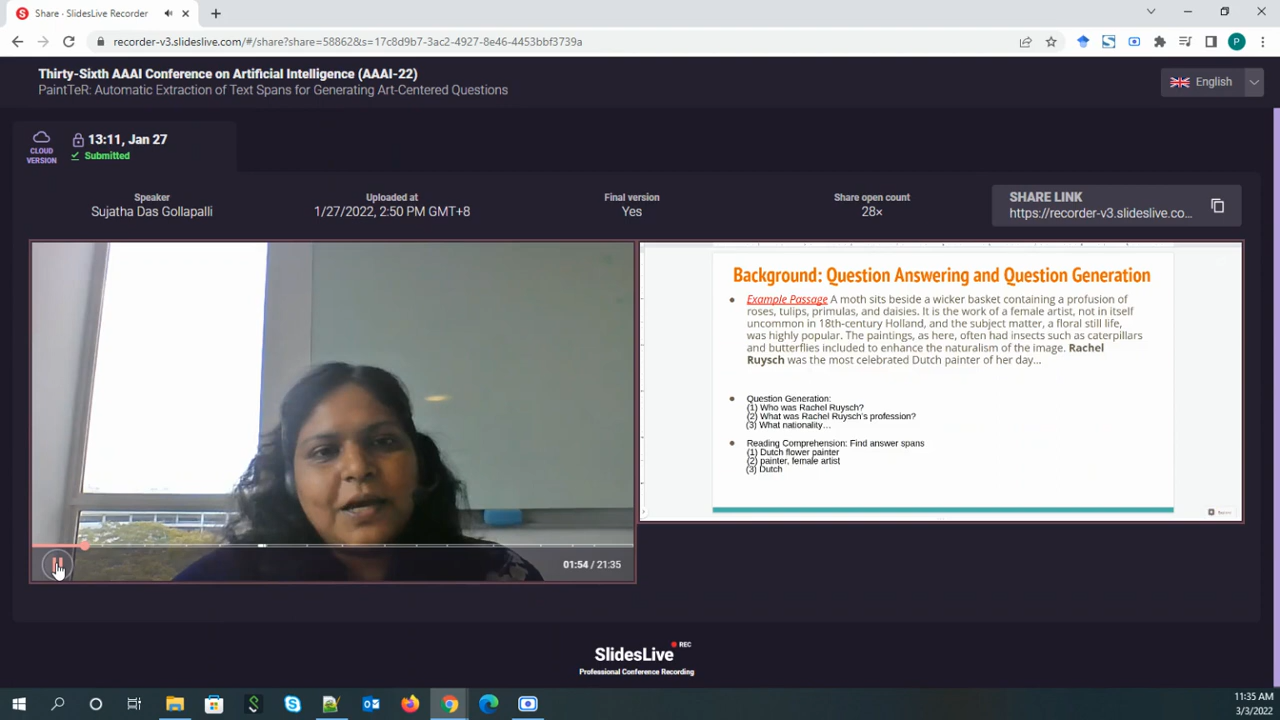 Share - SlidesLive Recorder
recorder-v3.slideslive.com/#/share?share=58862&s=17c8d9b7-3ac2-4927-8e46-4453bbf3739a
P
Thirty-Sixth AAAI Conference on Artificial Intelligence (AAAI-22)
PaintTeR: Automatic Extraction of Text Spans for Generating Art-Centered Questions
English
CLOUD
VERSION
13:11, Jan 27
Submitted
Speaker
Sujatha Das Gollapalli
Uploaded at
1/27/2022, 2:50 PM GMT+8
Final version
Yes
Share open count
28×
SHARE LINK
https://recorder-v3.slideslive.co...
Background: Question Answering and Question Generation
● Example Passage A moth sits beside a wicker basket containing a profusion of
roses, tulips, primulas, and daisies. It is the work of a female artist, not in itself
uncommon in 18th-century Holland, and the subject matter, a floral still life,
was highly popular. The paintings, as here, often had insects such as caterpillars
and butterflies included to enhance the naturalism of the image. Rachel
Ruysch was the most celebrated Dutch painter of her day...
● Question Generation:
(1) Who was Rachel Ruysch?
(2) What was Rachel Ruysch's profession?
(3) What nationality...
● Reading Comprehension: Find answer spans
(1) Dutch flower painter
(2) painter, female artist
(3) Dutch
01:54 / 21:35
SlidesLive REC
Professional Conference Recording
11:35 AM
3/3/2022